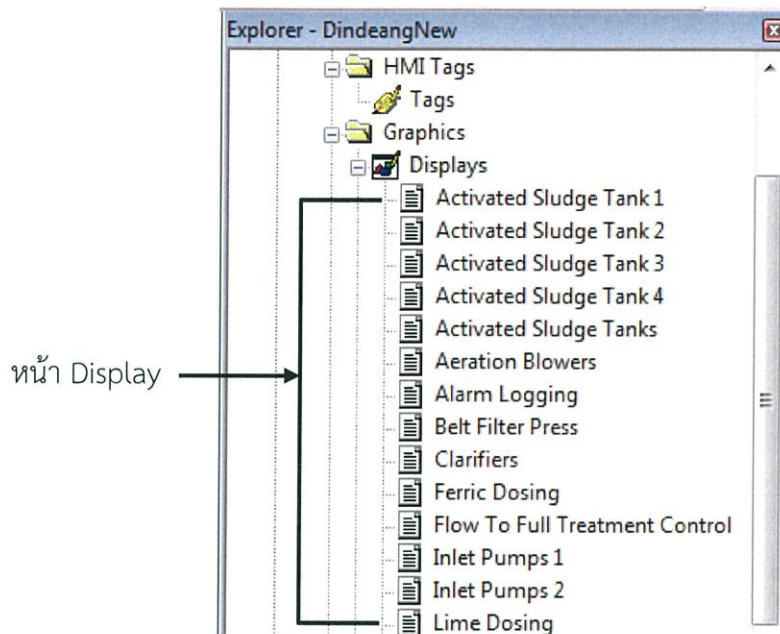 Explorer - DindeangNew
HMI Tags
Tags
Graphics
Displays
Activated Sludge Tank 1
Activated Sludge Tank 2
Activated Sludge Tank 3
Activated Sludge Tank 4
Activated Sludge Tanks
Aeration Blowers
Alarm Logging
Belt Filter Press
Clarifiers
Ferric Dosing
Flow To Full Treatment Control
Inlet Pumps 1
Inlet Pumps 2
Lime Dosing
หน้า Display